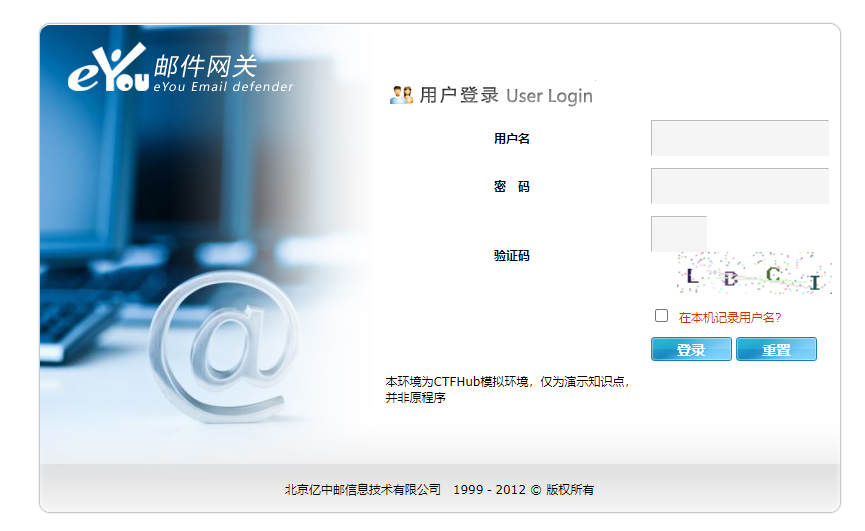 eYou 邮件网关
eYou Email defender
用户登录 User Login
用户名
密 码
验证码
L B C I
在本机记录用户名?
登录 重置
本环境为CTFHub模拟环境，仅为演示知识点，
并非原程序
北京亿中邮信息技术有限公司 1999 - 2012 © 版权所有